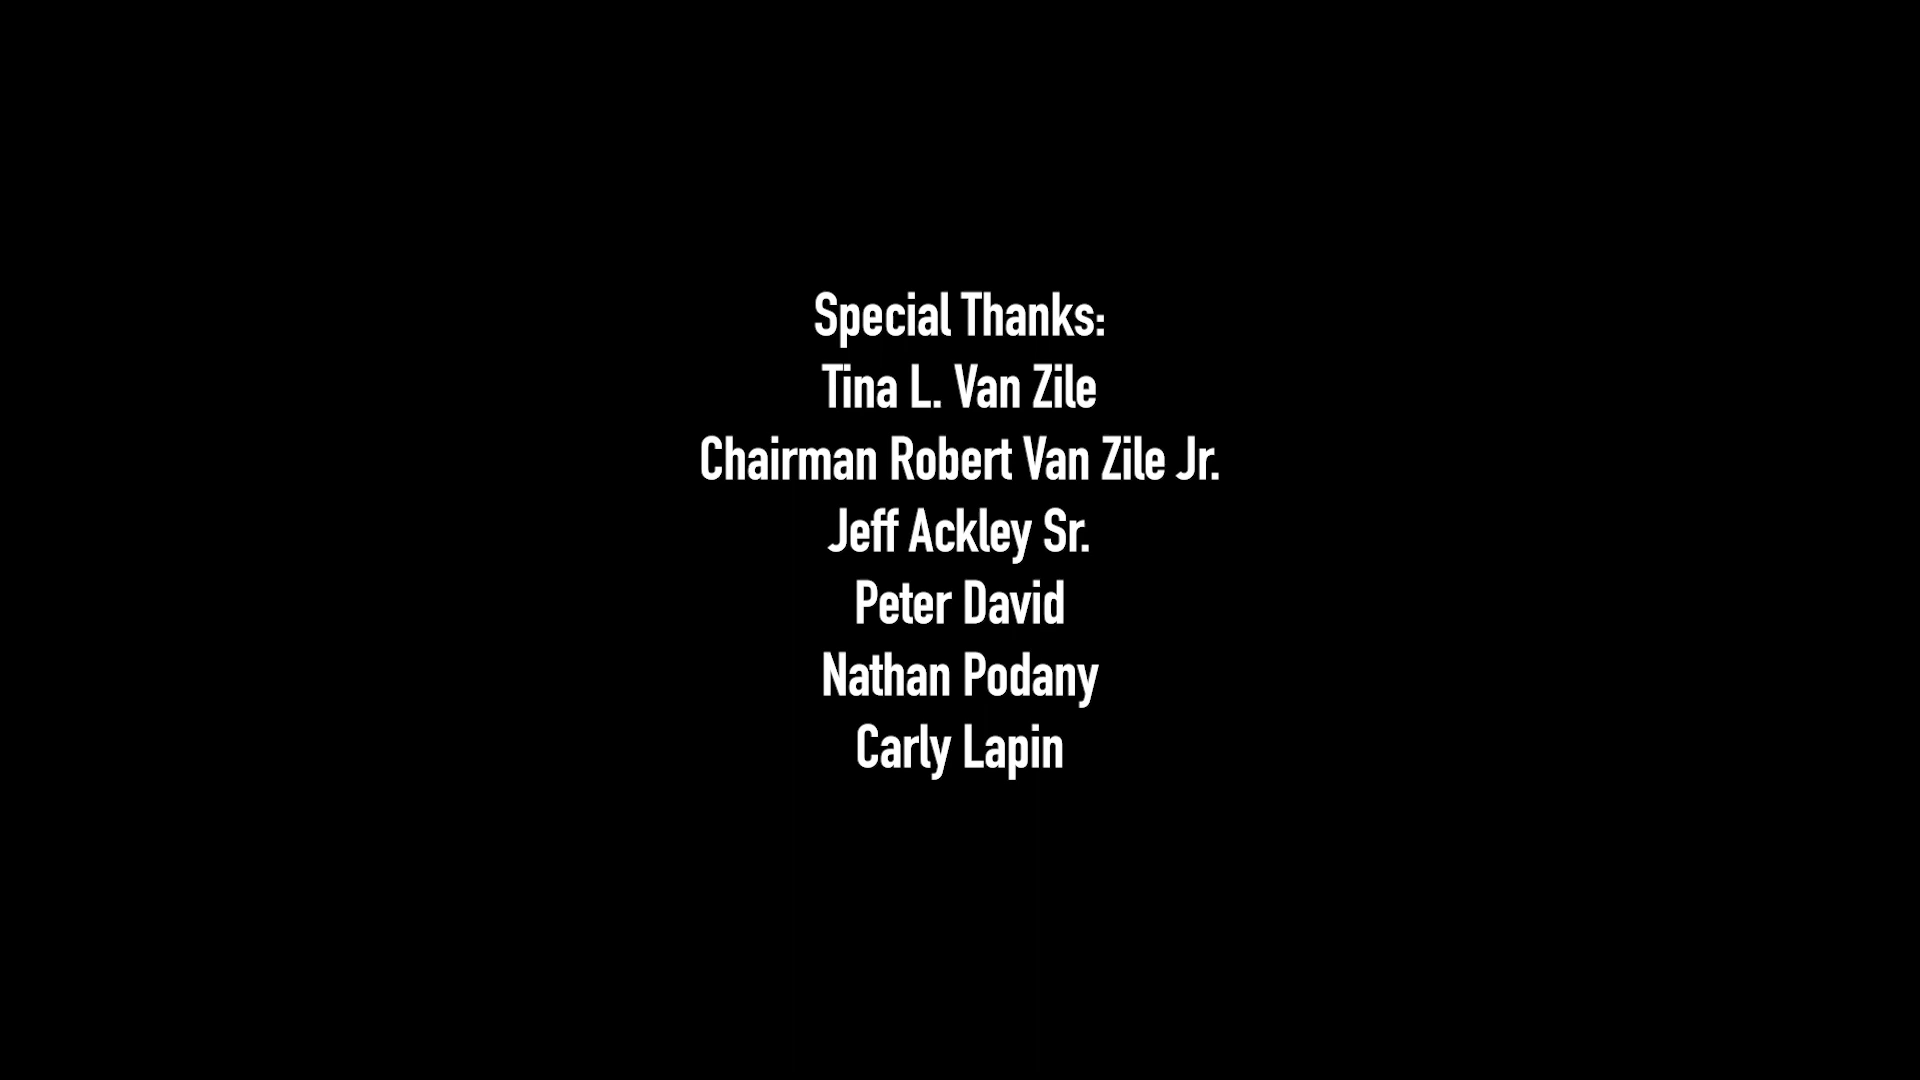 Special Thanks:
Tina L. Van Zile
Chairman Robert Van Zile Jr.
Jeff Ackley Sr.
Peter David
Nathan Podany
Carly Lapin